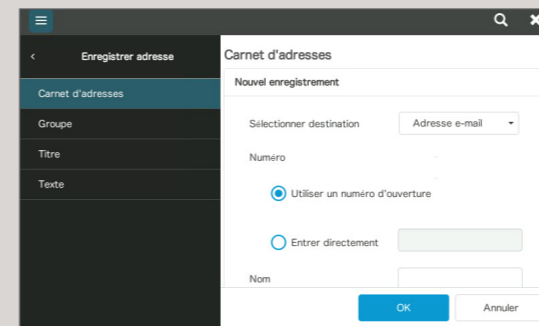 Enregistrer adresse
Carnet d'adresses
Groupe
Titre
Texte
Carnet d'adresses
Nouvel enregistrement
Sélectionner destination
Adresse e-mail
Numéro
Utiliser un numéro d'ouverture
Entrer directement
Nom
OK
Annuler